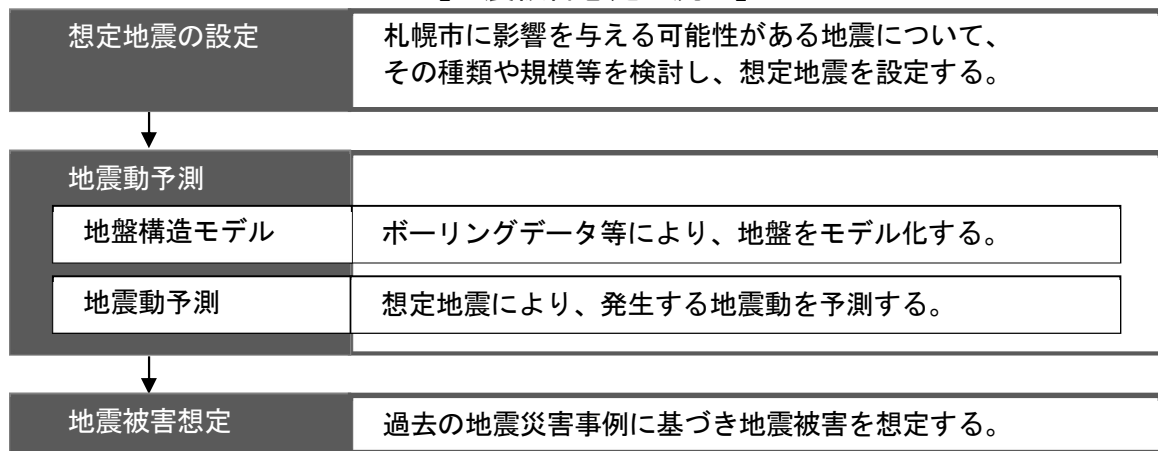 想定地震の設定
札幌市に影響を与える可能性がある地震について、
その種類や規模等を検討し、想定地震を設定する。
地震動予測
地盤構造モデル
ボーリングデータ等により、地盤をモデル化する。
地震動予測
想定地震により、発生する地震動を予測する。
地震被害想定
過去の地震災害事例に基づき地震被害を想定する。